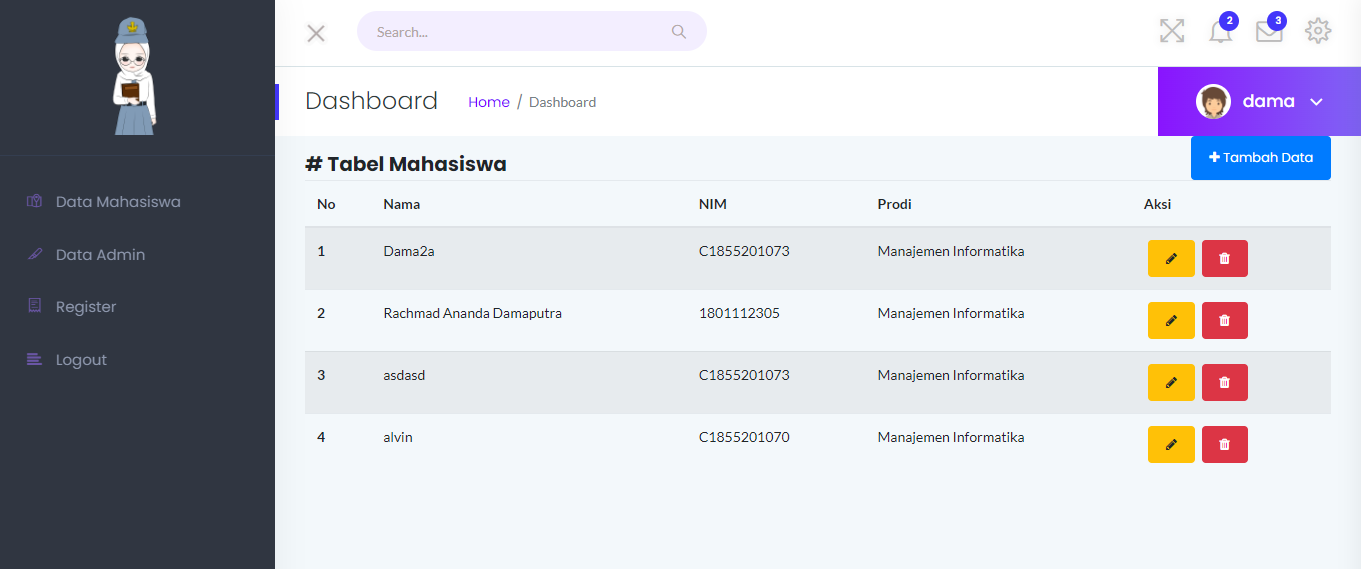 Search...
2
3
Dashboard Home / Dashboard
dama
# Tabel Mahasiswa
Tambah Data
Data Mahasiswa
Data Admin
Register
Logout
No Nama NIM Prodi Aksi
1 Dama2a C1855201073 Manajemen Informatika
2 Rachmad Ananda Damaputra 1801112305 Manajemen Informatika
3 asdasd C1855201073 Manajemen Informatika
4 alvin C1855201070 Manajemen Informatika